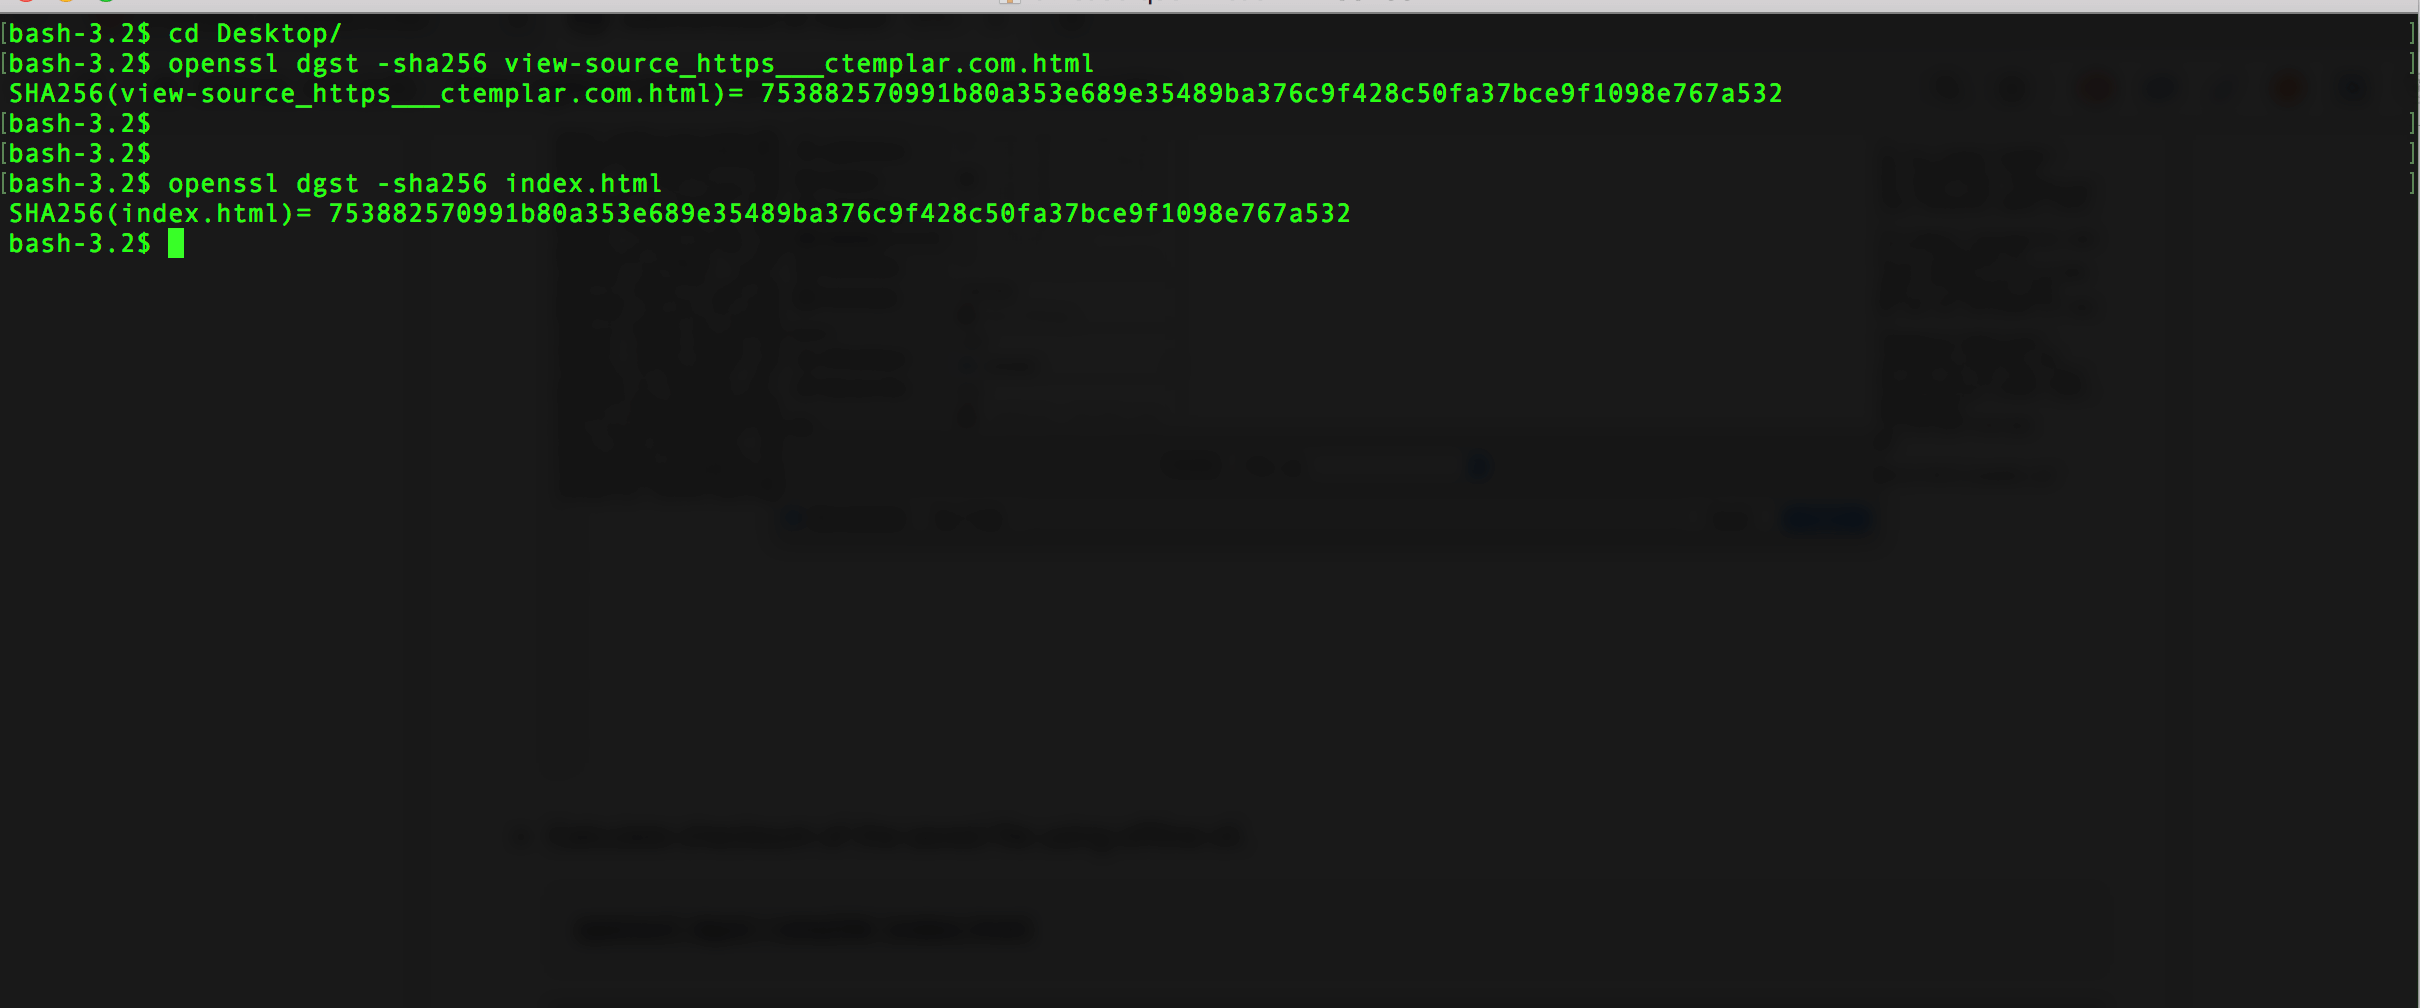 [bash-3.2$ cd Desktop/ ]
[bash-3.2$ openssl dgst -sha256 view-source_https___ctemplar.com.html ]
SHA256(view-source_https___ctemplar.com.html)= 753882570991b80a353e689e35489ba376c9f428c50fa37bce9f1098e767a532
[bash-3.2$ ]
[bash-3.2$ ]
[bash-3.2$ openssl dgst -sha256 index.html ]
SHA256(index.html)= 753882570991b80a353e689e35489ba376c9f428c50fa37bce9f1098e767a532
bash-3.2$